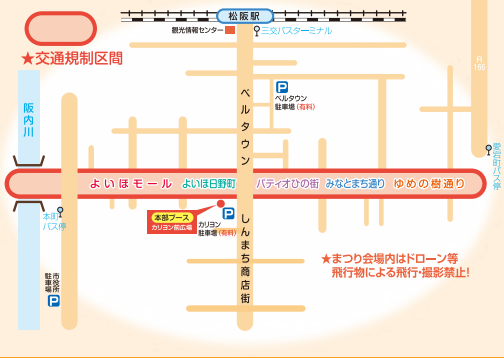 松阪駅
観光情報センター
三交バスターミナル
★交通規制区間
R
166
ベルタウン
駐車場(有料)
ベルタウン
阪内川
愛宕町バス停
よいほモール
よいほ日野町
パティオひの街
みなとまち通り
ゆめの樹通り
本町
バス停
本部ブース
カリヨン前広場
カリヨン
駐車場(有料)
しんまち商店街
★まつり会場内はドローン等
飛行物による飛行・撮影禁止!
市役所
駐車場
P
P
P